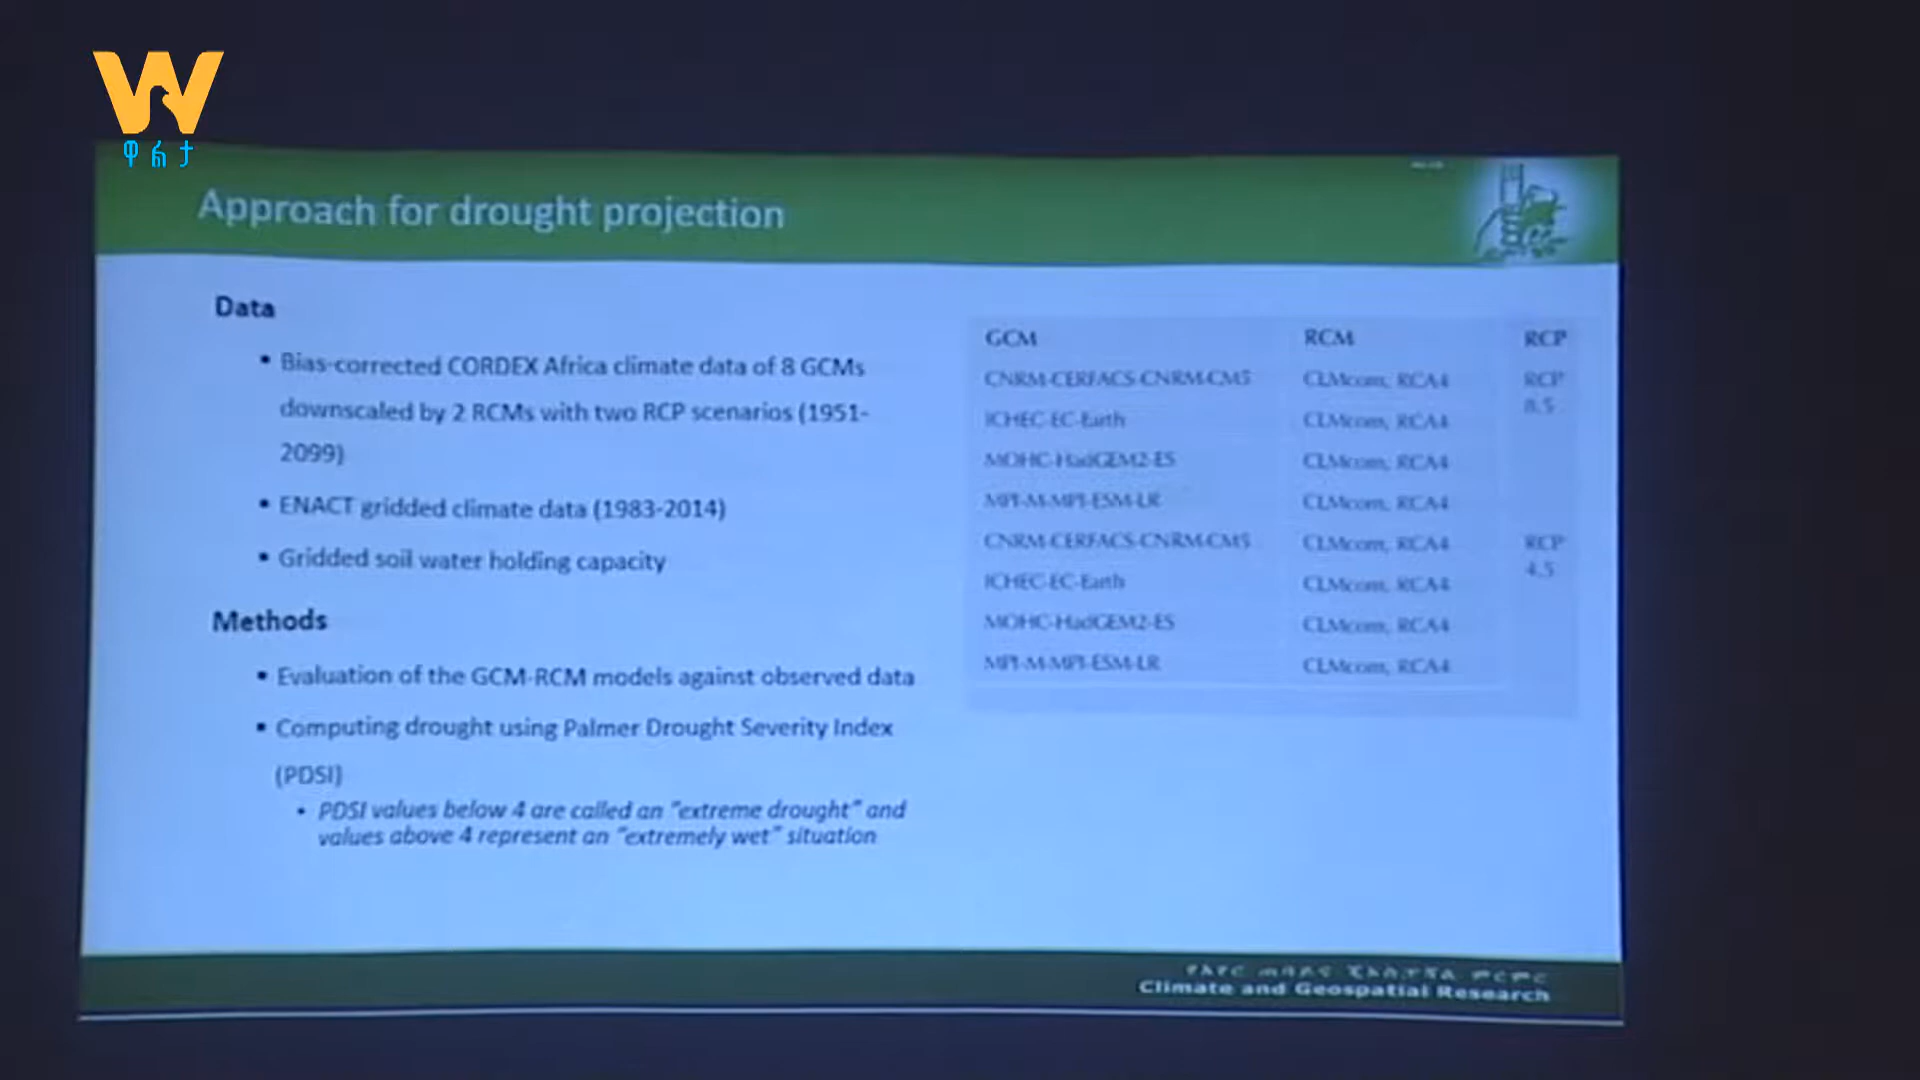 ዋልታ
Approach for drought projection
Data
▪ Bias-corrected CORDEX Africa climate data of 8 GCMs
downscaled by 2 RCMs with two RCP scenarios (1951-
2099)
▪ ENACT gridded climate data (1983-2014)
▪ Gridded soil water holding capacity
Methods
▪ Evaluation of the GCM-RCM models against observed data
▪ Computing drought using Palmer Drought Severity Index
(PDSI)
• PDSI values below 4 are called an "extreme drought" and
values above 4 represent an "extremely wet" situation
GCM RCM RCP
CNRM-CERFACS-CNRM-CM5 CLMcom, RCA4 RCP
8.5
ICHEC-EC-Earth CLMcom, RCA4
MOHC-HadGEM2-ES CLMcom, RCA4
MPI-M-MPI-ESM-LR CLMcom, RCA4
CNRM-CERFACS-CNRM-CM5 CLMcom, RCA4 RCP
4.5
ICHEC-EC-Earth CLMcom, RCA4
MOHC-HadGEM2-ES CLMcom, RCA4
MPI-M-MPI-ESM-LR CLMcom, RCA4
Climate and Geospatial Research